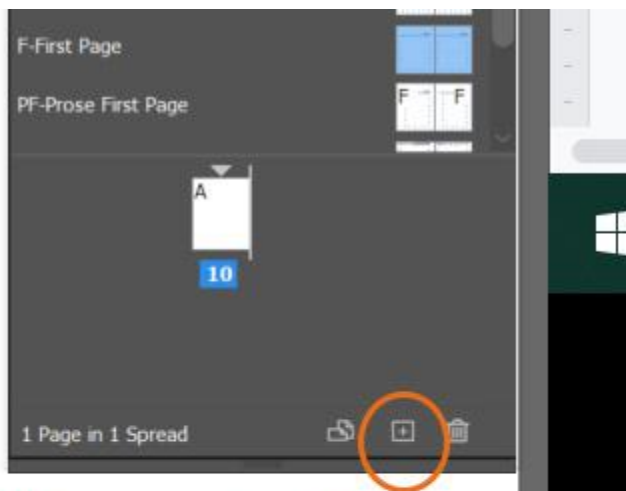 F-First Page
PF-Prose First Page
F F
A
10
1 Page in 1 Spread